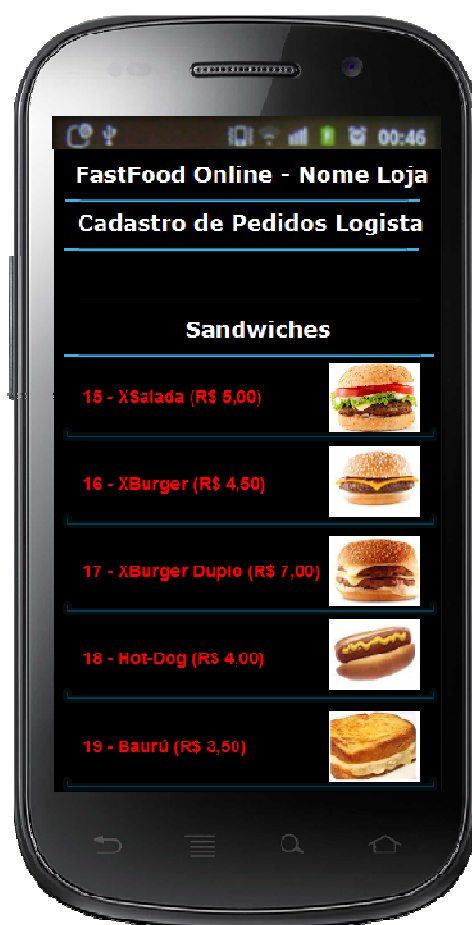 00:46
FastFood Online - Nome Loja
Cadastro de Pedidos Logista
Sandwiches
15 - XSalada (R$ 5,00)
16 - XBurger (R$ 4,50)
17 - XBurger Duplo (R$ 7,00)
18 - Hot-Dog (R$ 4,00)
19 - Baurú (R$ 3,50)